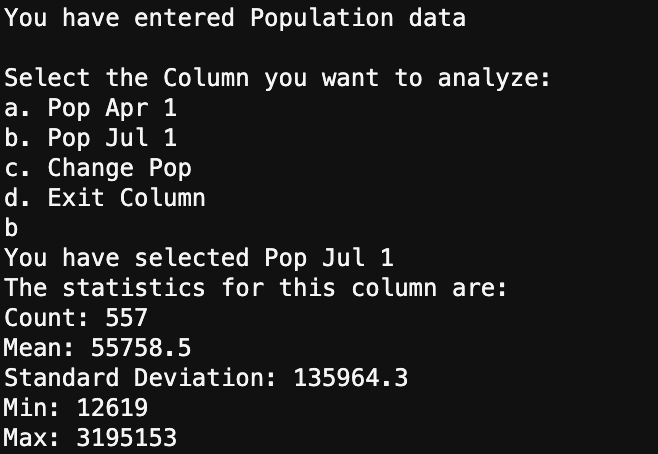 You have entered Population data
Select the Column you want to analyze:
a. Pop Apr 1
b. Pop Jul 1
c. Change Pop
d. Exit Column
b
You have selected Pop Jul 1
The statistics for this column are:
Count: 557
Mean: 55758.5
Standard Deviation: 135964.3
Min: 12619
Max: 3195153